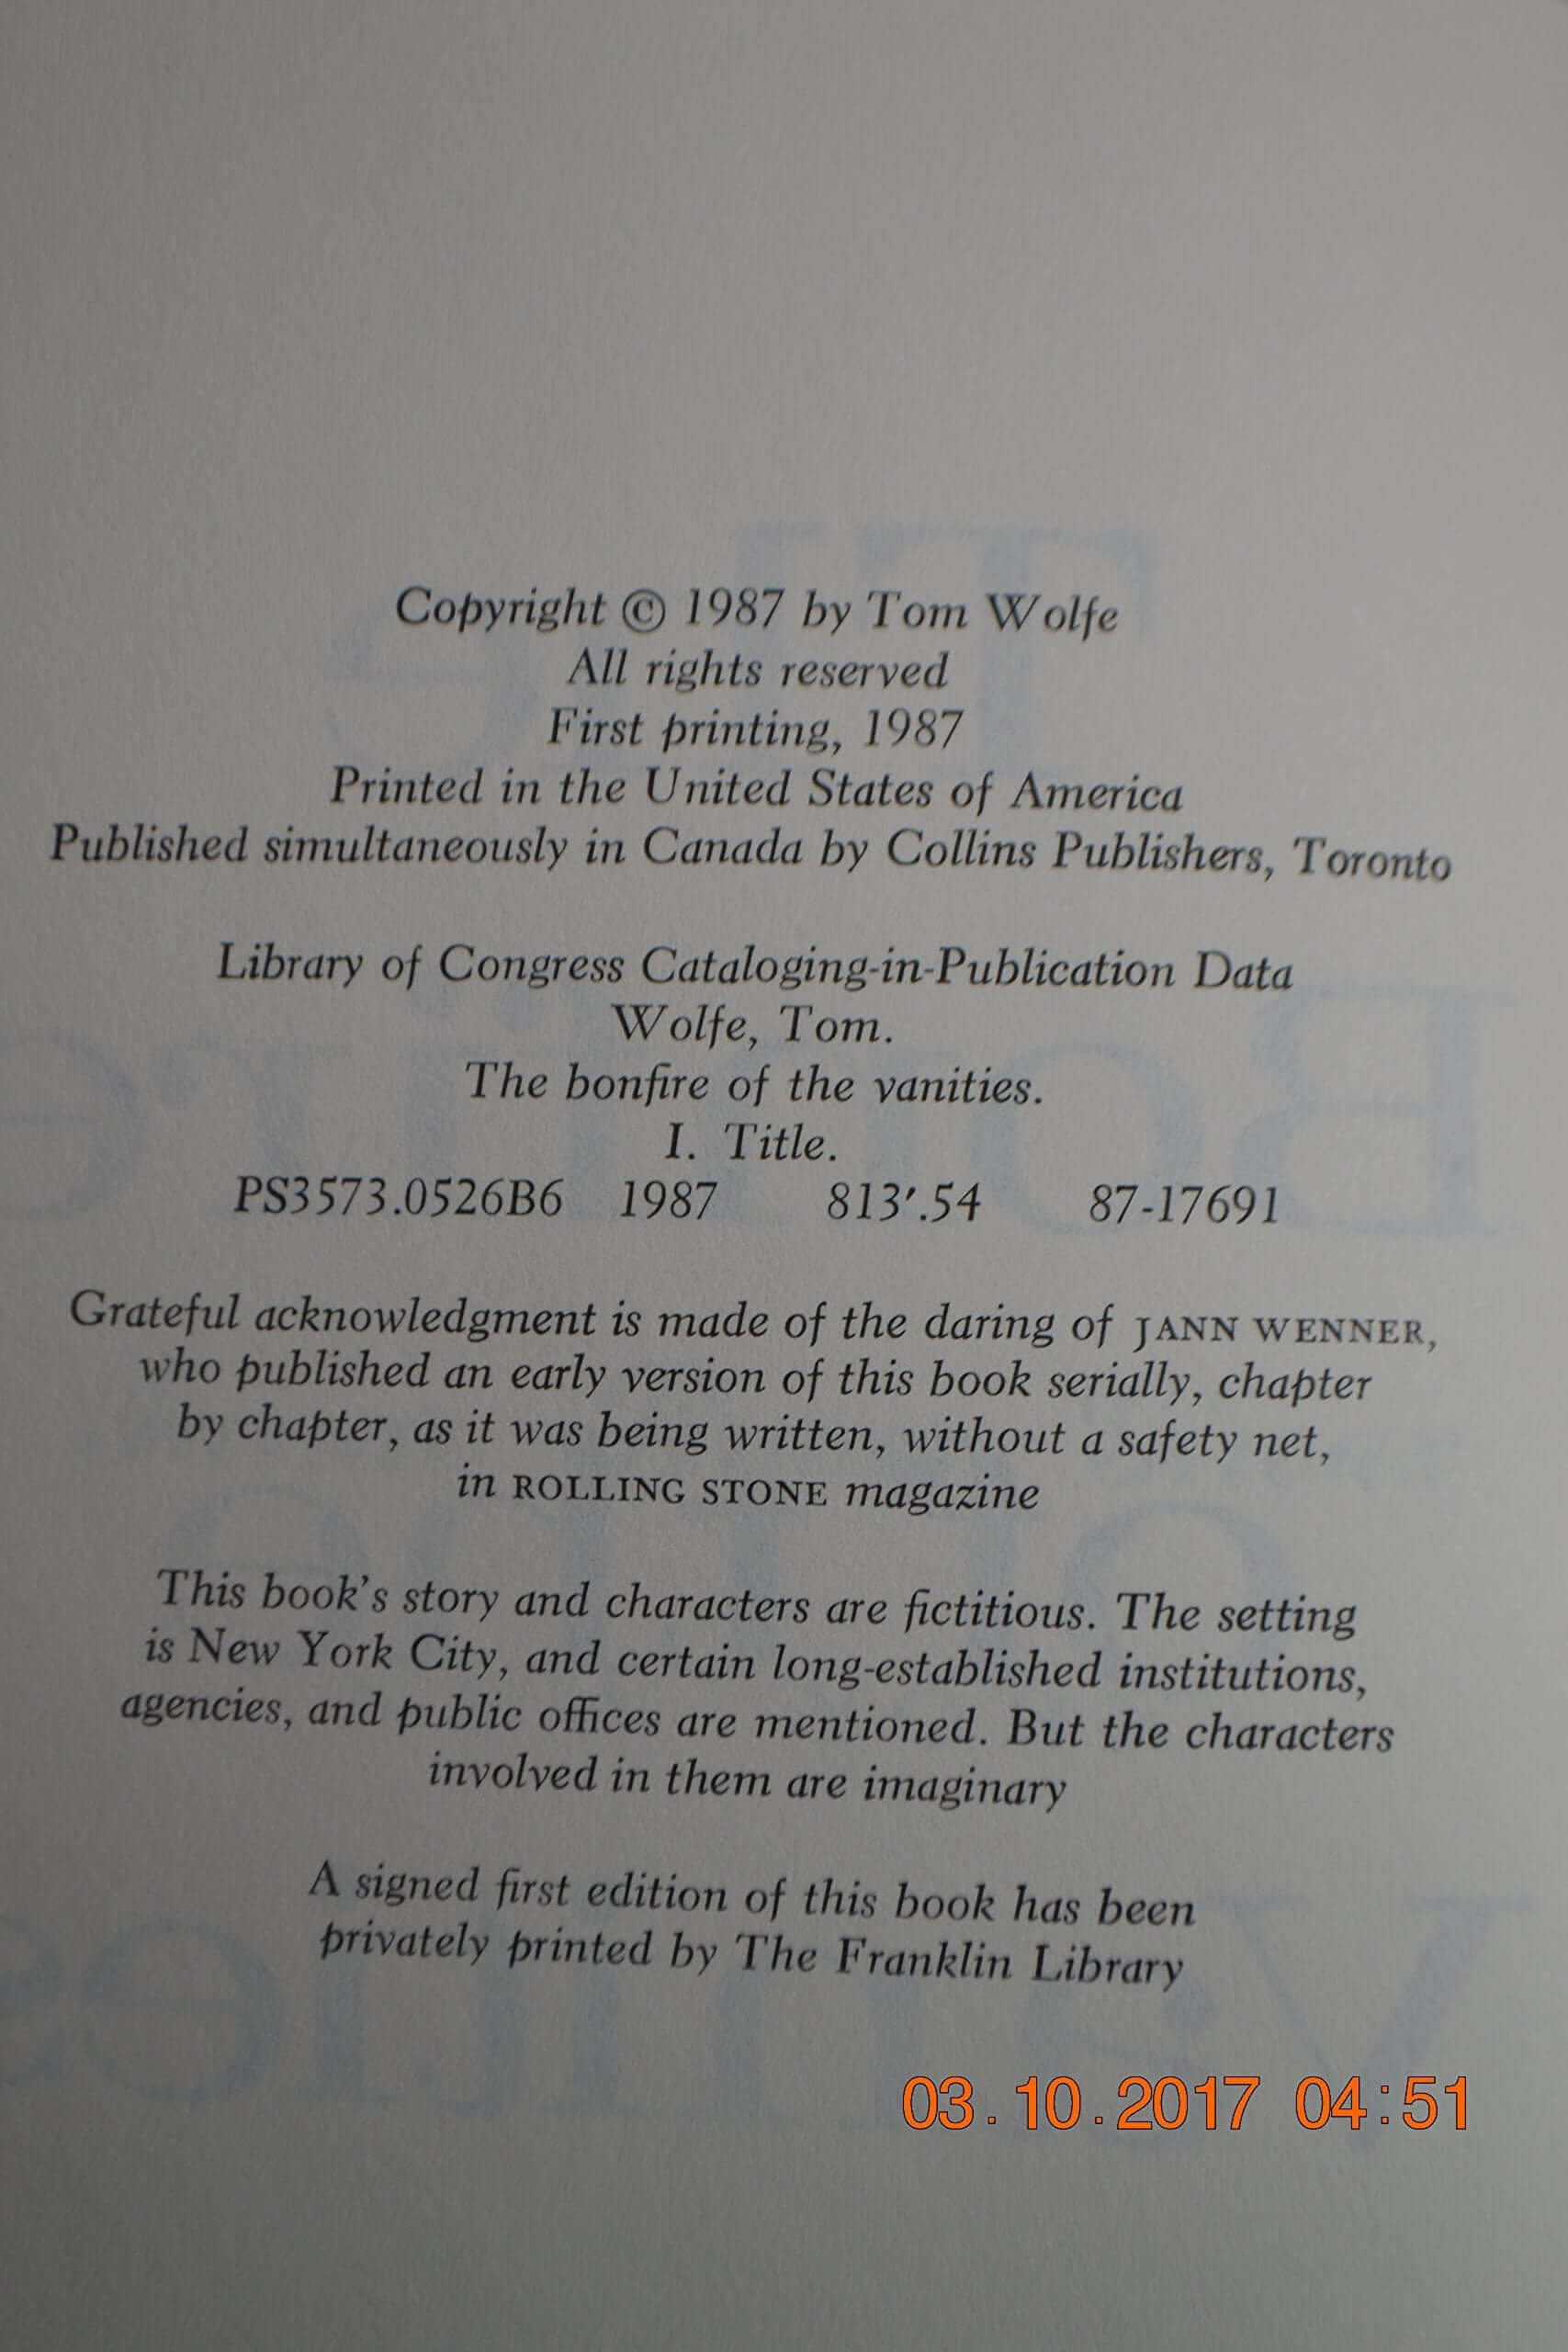 Copyright © 1987 by Tom Wolfe
All rights reserved
First printing, 1987
Printed in the United States of America
Published simultaneously in Canada by Collins Publishers, Toronto
Library of Congress Cataloging-in-Publication Data
Wolfe, Tom.
The bonfire of the vanities.
I. Title.
PS3573.0526B6 1987 813'.54 87-17691
Grateful acknowledgment is made of the daring of JANN WENNER,
who published an early version of this book serially, chapter
by chapter, as it was being written, without a safety net,
in ROLLING STONE magazine
This book's story and characters are fictitious. The setting
is New York City, and certain long-established institutions,
agencies, and public offices are mentioned. But the characters
involved in them are imaginary
A signed first edition of this book has been
privately printed by The Franklin Library
03.10.2017 04:51